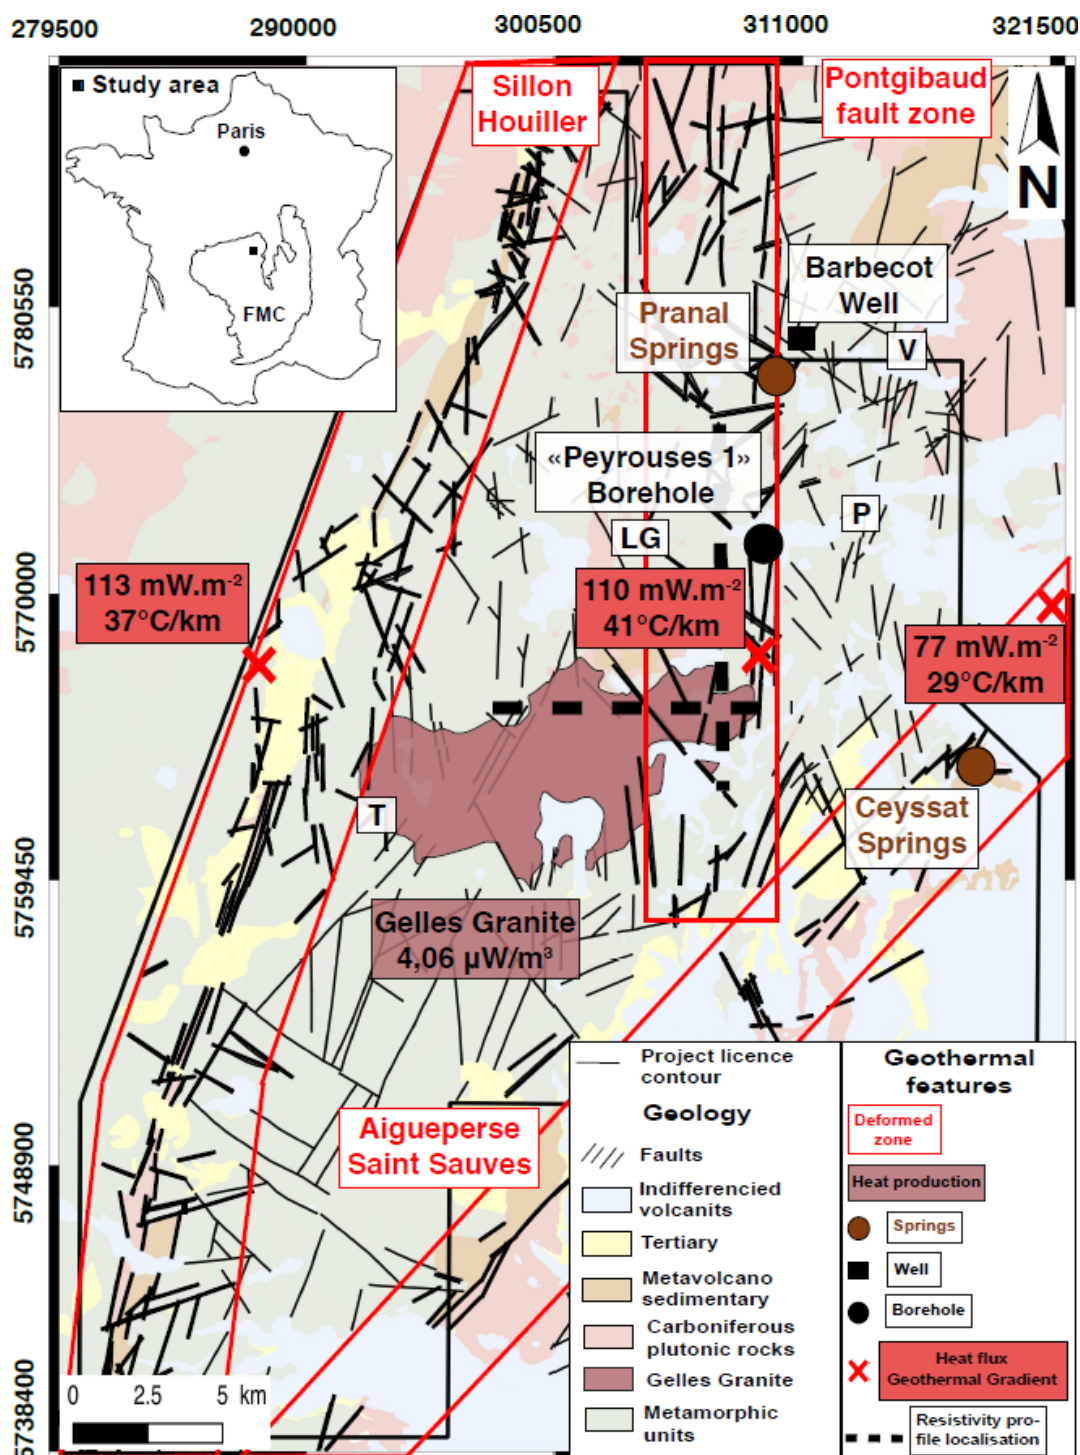 279500 290000 300500 311000 321500
Study area
Paris
FMC
Sillon
Houiller
Pontgibaud
fault zone
N
Barbecot
Well
Pranal
Springs
V
«Peyrouses 1»
Borehole
LG
P
113 mW.m-2
37°C/km
110 mW.m-2
41°C/km
77 mW.m-2
29°C/km
T
Ceyssat
Springs
Gelles Granite
4,06 µW/m³
Aigueperse
Saint Sauves
5780550
5770000
5759450
5748900
5738400
0 2.5 5 km
Project licence
contour
Geology
Faults
Indifferencied
volcanits
Tertiary
Metavolcano
sedimentary
Carboniferous
plutonic rocks
Gelles Granite
Metamorphic
units
Geothermal
features
Deformed
zone
Heat production
Springs
Well
Borehole
Heat flux
Geothermal Gradient
Resistivity pro-
file localisation